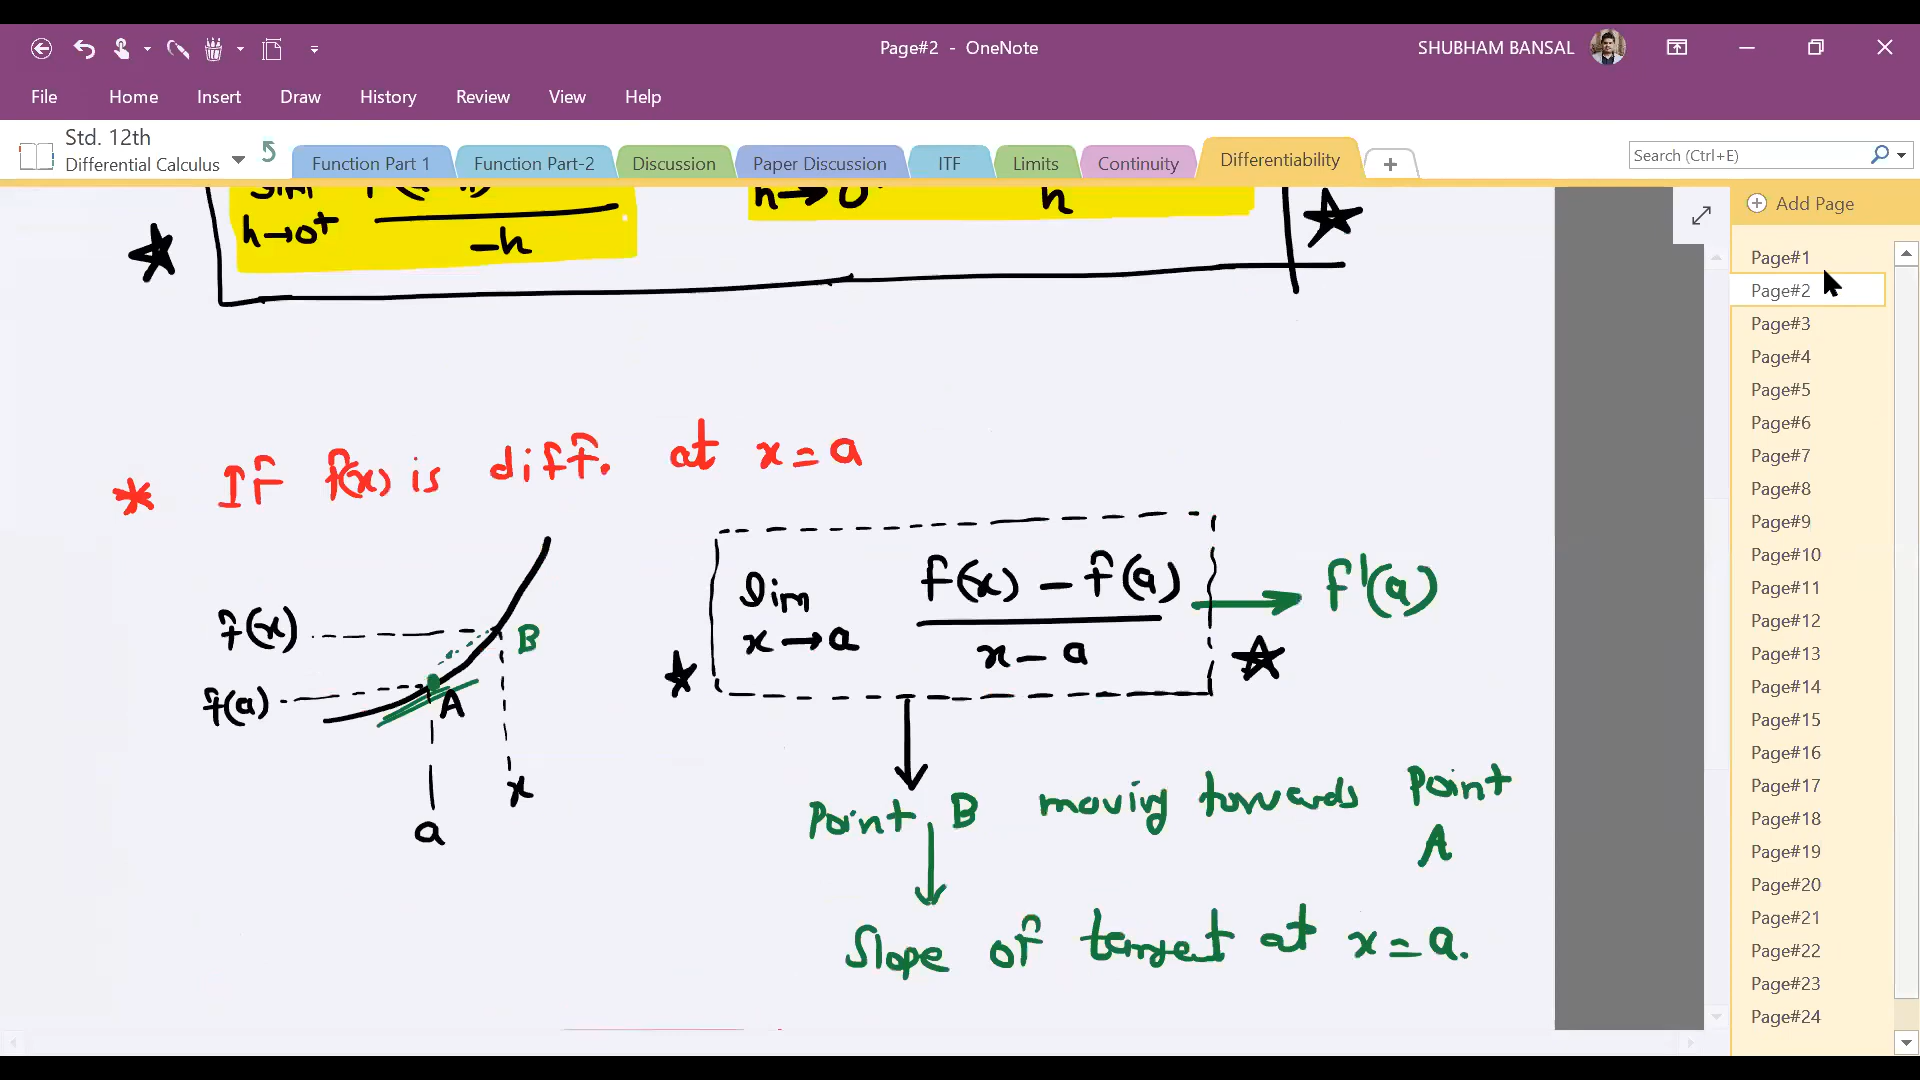 Page#2 - OneNote
SHUBHAM BANSAL
File Home Insert Draw History Review View Help
Std. 12th
Differential Calculus
Function Part 1 Function Part-2 Discussion Paper Discussion ITF Limits Continuity Differentiability
Search (Ctrl+E)
Add Page
Page#1
Page#2
Page#3
Page#4
Page#5
Page#6
Page#7
Page#8
Page#9
Page#10
Page#11
Page#12
Page#13
Page#14
Page#15
Page#16
Page#17
Page#18
Page#19
Page#20
Page#21
Page#22
Page#23
Page#24
h→0+
-h
h→0
h
* If f(x) is diff. at x=a
f(x)
B
f(a)
A
x
a
lim x→a
f(x) - f(a)
x - a
f'(a)
Point B moving towards Point
A
Slope of tangent at x=a.